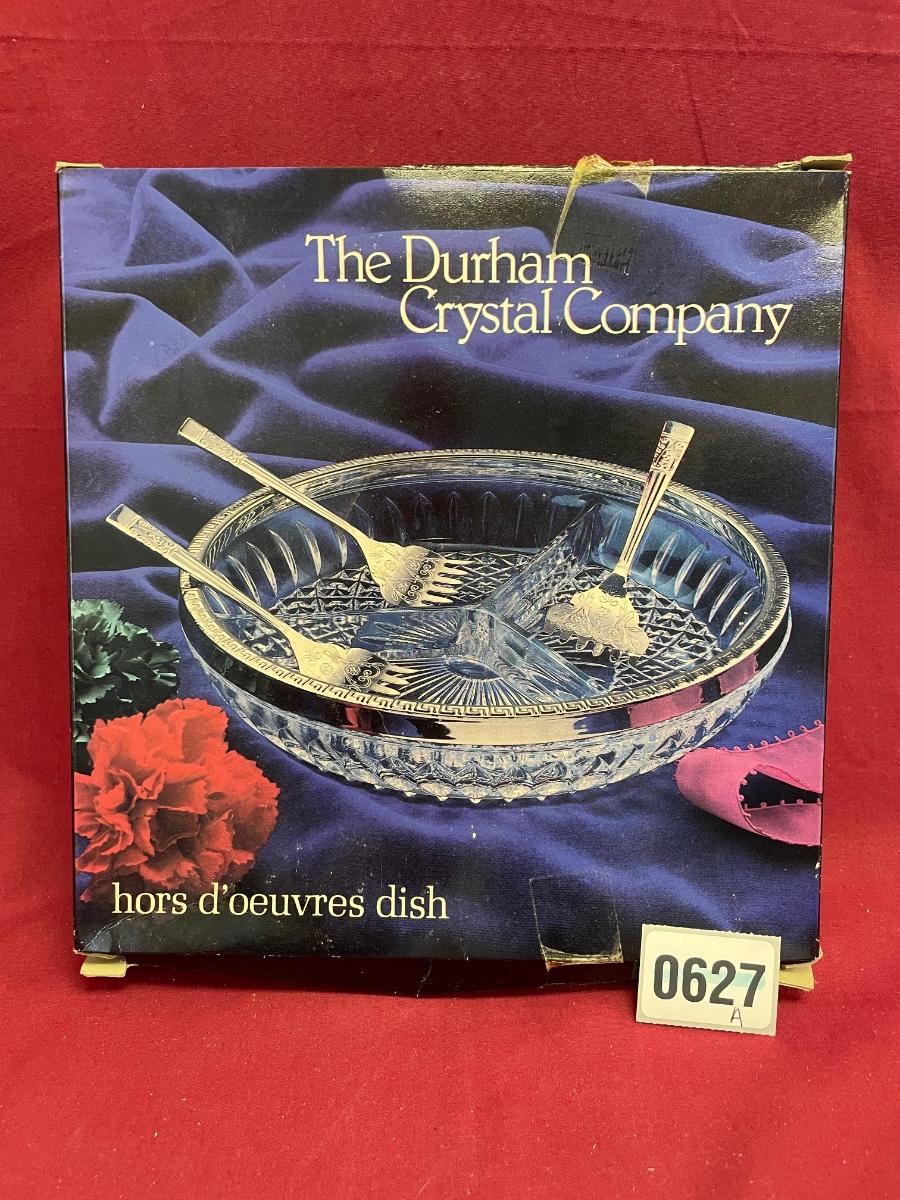 The Durham
Crystal Company
hors d'oeuvres dish
0627
A